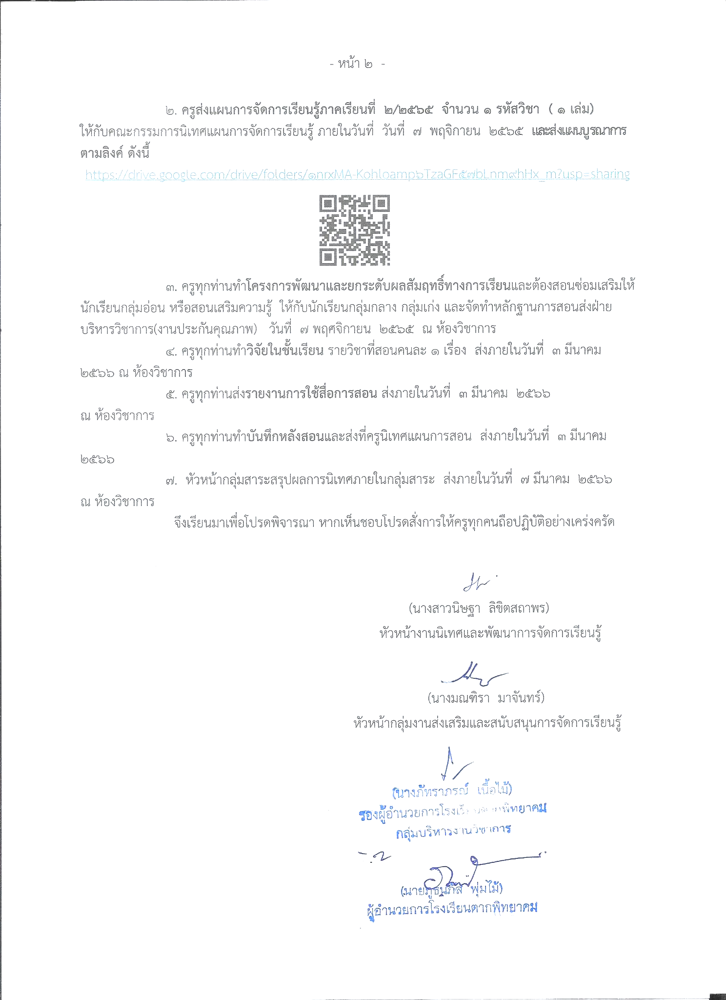 - หน้า ๒ -
๒. ครูส่งแผนการจัดการเรียนรู้ภาคเรียนที่ ๒/๒๕๖๕ จำนวน ๑ รหัสวิชา ( ๑ เล่ม)
ให้กับคณะกรรมการนิเทศแผนการจัดการเรียนรู้ ภายในวันที่ วันที่ ๗ พฤจิกายน ๒๕๖๕ และส่งแผนบูรณาการ
ตามลิงค์ ดังนี้
https://drive.google.com/drive/folders/๑nrxMA-Kohloamp๖TzaGF๕๗bLnm๙hHx_m?usp=sharing
๓. ครูทุกท่านทำโครงการพัฒนาและยกระดับผลสัมฤทธิ์ทางการเรียนและต้องสอนซ่อมเสริมให้
นักเรียนกลุ่มอ่อน หรือสอนเสริมความรู้ ให้กับนักเรียนกลุ่มกลาง กลุ่มเก่ง และจัดทำหลักฐานการสอนส่งฝ่าย
บริหารวิชาการ(งานประกันคุณภาพ) วันที่ ๗ พฤศจิกายน ๒๕๖๕ ณ ห้องวิชาการ
๔. ครูทุกท่านทำวิจัยในชั้นเรียน รายวิชาที่สอนคนละ ๑ เรื่อง ส่งภายในวันที่ ๓ มีนาคม
๒๕๖๖ ณ ห้องวิชาการ
๕. ครูทุกท่านส่งรายงานการใช้สื่อการสอน ส่งภายในวันที่ ๓ มีนาคม ๒๕๖๖
ณ ห้องวิชาการ
๖. ครูทุกท่านทำบันทึกหลังสอนและส่งที่ครูนิเทศแผนการสอน ส่งภายในวันที่ ๓ มีนาคม
๒๕๖๖
๗. หัวหน้ากลุ่มสาระสรุปผลการนิเทศภายในกลุ่มสาระ ส่งภายในวันที่ ๗ มีนาคม ๒๕๖๖
ณ ห้องวิชาการ
จึงเรียนมาเพื่อโปรดพิจารณา หากเห็นชอบโปรดสั่งการให้ครูทุกคนถือปฏิบัติอย่างเคร่งครัด
(นางสาวนิษฐา ลิขิตสถาพร)
หัวหน้างานนิเทศและพัฒนาการจัดการเรียนรู้
(นางมณฑิรา มาจันทร์)
หัวหน้ากลุ่มงานส่งเสริมและสนับสนุนการจัดการเรียนรู้
(นางภัทราภรณ์ เนื้อไม้)
รองผู้อำนวยการโรงเรียนตากพิทยาคม
กลุ่มบริหารงานวิชาการ
(นายภูธนภัส พุ่มไม้)
ผู้อำนวยการโรงเรียนตากพิทยาคม